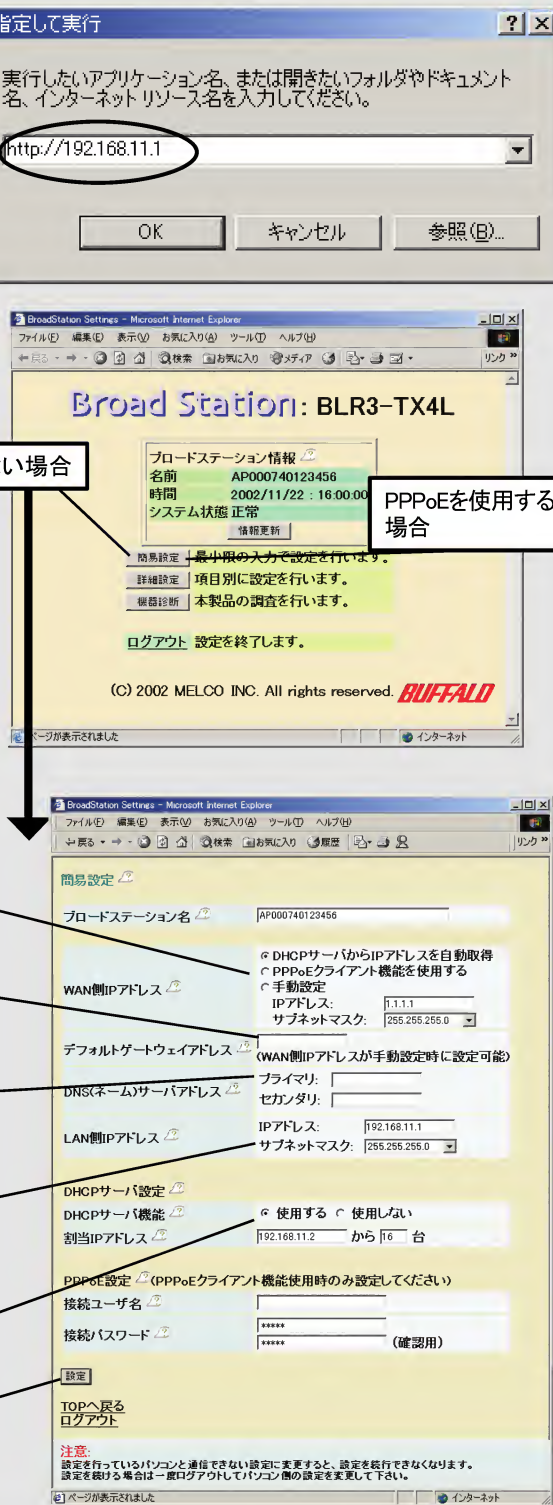 指定して実行
実行したいアプリケーション名、または開きたいフォルダやドキュメント
名、インターネット リソース名を入力してください。
http://192.168.11.1
OK キャンセル 参照(B)...
BroadStation Settings - Microsoft Internet Explorer
ファイル(F) 編集(E) 表示(V) お気に入り(A) ツール(T) ヘルプ(H)
戻る 検索 お気に入り メディア リンク »
Broad Station: BLR3-TX4L
い場合
ブロードステーション情報
名前 AP000740123456
時間 2002/11/22 : 16:00:00
システム状態 正常
情報更新
PPPoEを使用する
場合
簡易設定 最小限の入力で設定を行います。
詳細設定 項目別に設定を行います。
機器診断 本製品の調査を行います。
ログアウト 設定を終了します。
(C) 2002 MELCO INC. All rights reserved. BUFFALO
ページが表示されました インターネット
BroadStation Settings - Microsoft Internet Explorer
ファイル(F) 編集(E) 表示(V) お気に入り(A) ツール(T) ヘルプ(H)
戻る 検索 お気に入り 履歴 リンク »
簡易設定
ブロードステーション名 AP000740123456
WAN側IPアドレス
DHCPサーバからIPアドレスを自動取得
PPPoEクライアント機能を使用する
手動設定
IPアドレス: 1.1.1.1
サブネットマスク: 255.255.255.0
デフォルトゲートウェイアドレス
(WAN側IPアドレスが手動設定時に設定可能)
DNS(ネーム)サーバアドレス
プライマリ:
セカンダリ:
LAN側IPアドレス
IPアドレス: 192.168.11.1
サブネットマスク: 255.255.255.0
DHCPサーバ設定
DHCPサーバ機能 使用する 使用しない
割当IPアドレス 192.168.11.2 から 16 台
PPPoE設定 (PPPoEクライアント機能使用時のみ設定してください)
接続ユーザ名
接続パスワード *****
***** (確認用)
設定
TOPへ戻る
ログアウト
注意:
設定を行っているパソコンと通信できない設定に変更すると、設定を続行できなくなります。
設定を続ける場合は一度ログアウトしてパソコン側の設定を変更して下さい。
ページが表示されました インターネット